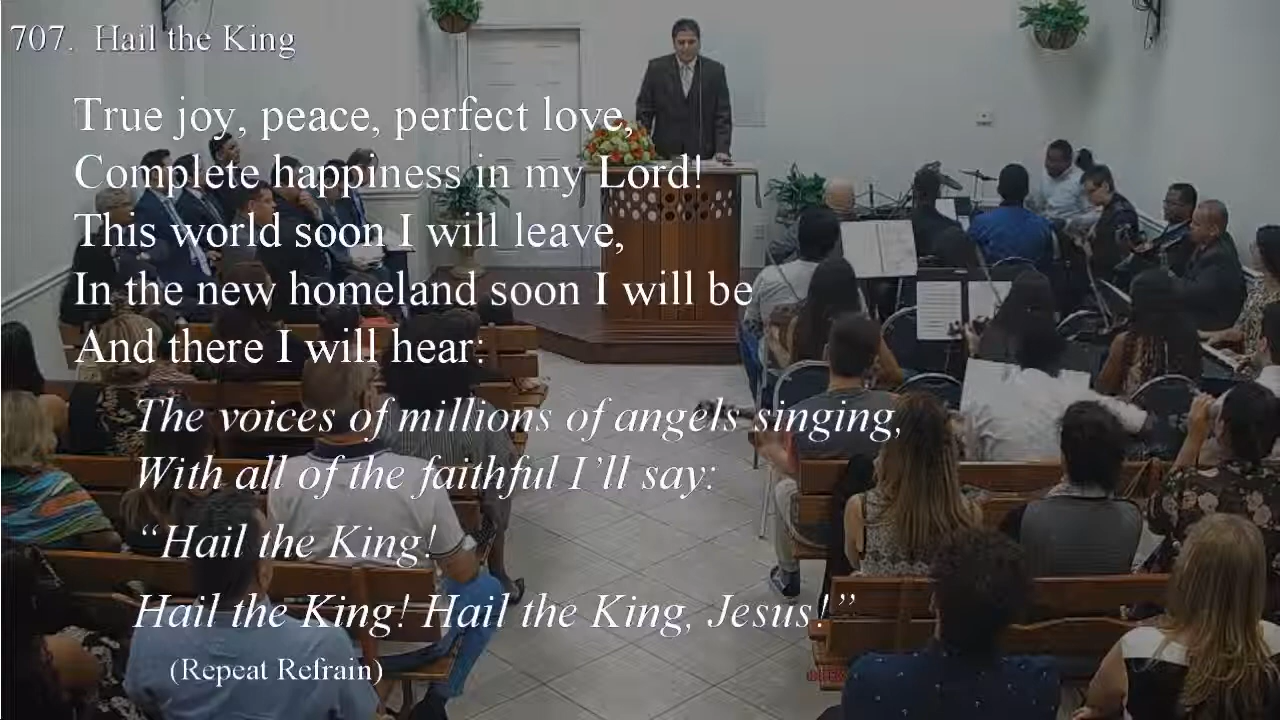 707. Hail the King
True joy, peace, perfect love,
Complete happiness in my Lord!
This world soon I will leave,
In the new homeland soon I will be
And there I will hear:
The voices of millions of angels singing,
With all of the faithful I’ll say:
“Hail the King!
Hail the King! Hail the King, Jesus!”
(Repeat Refrain)